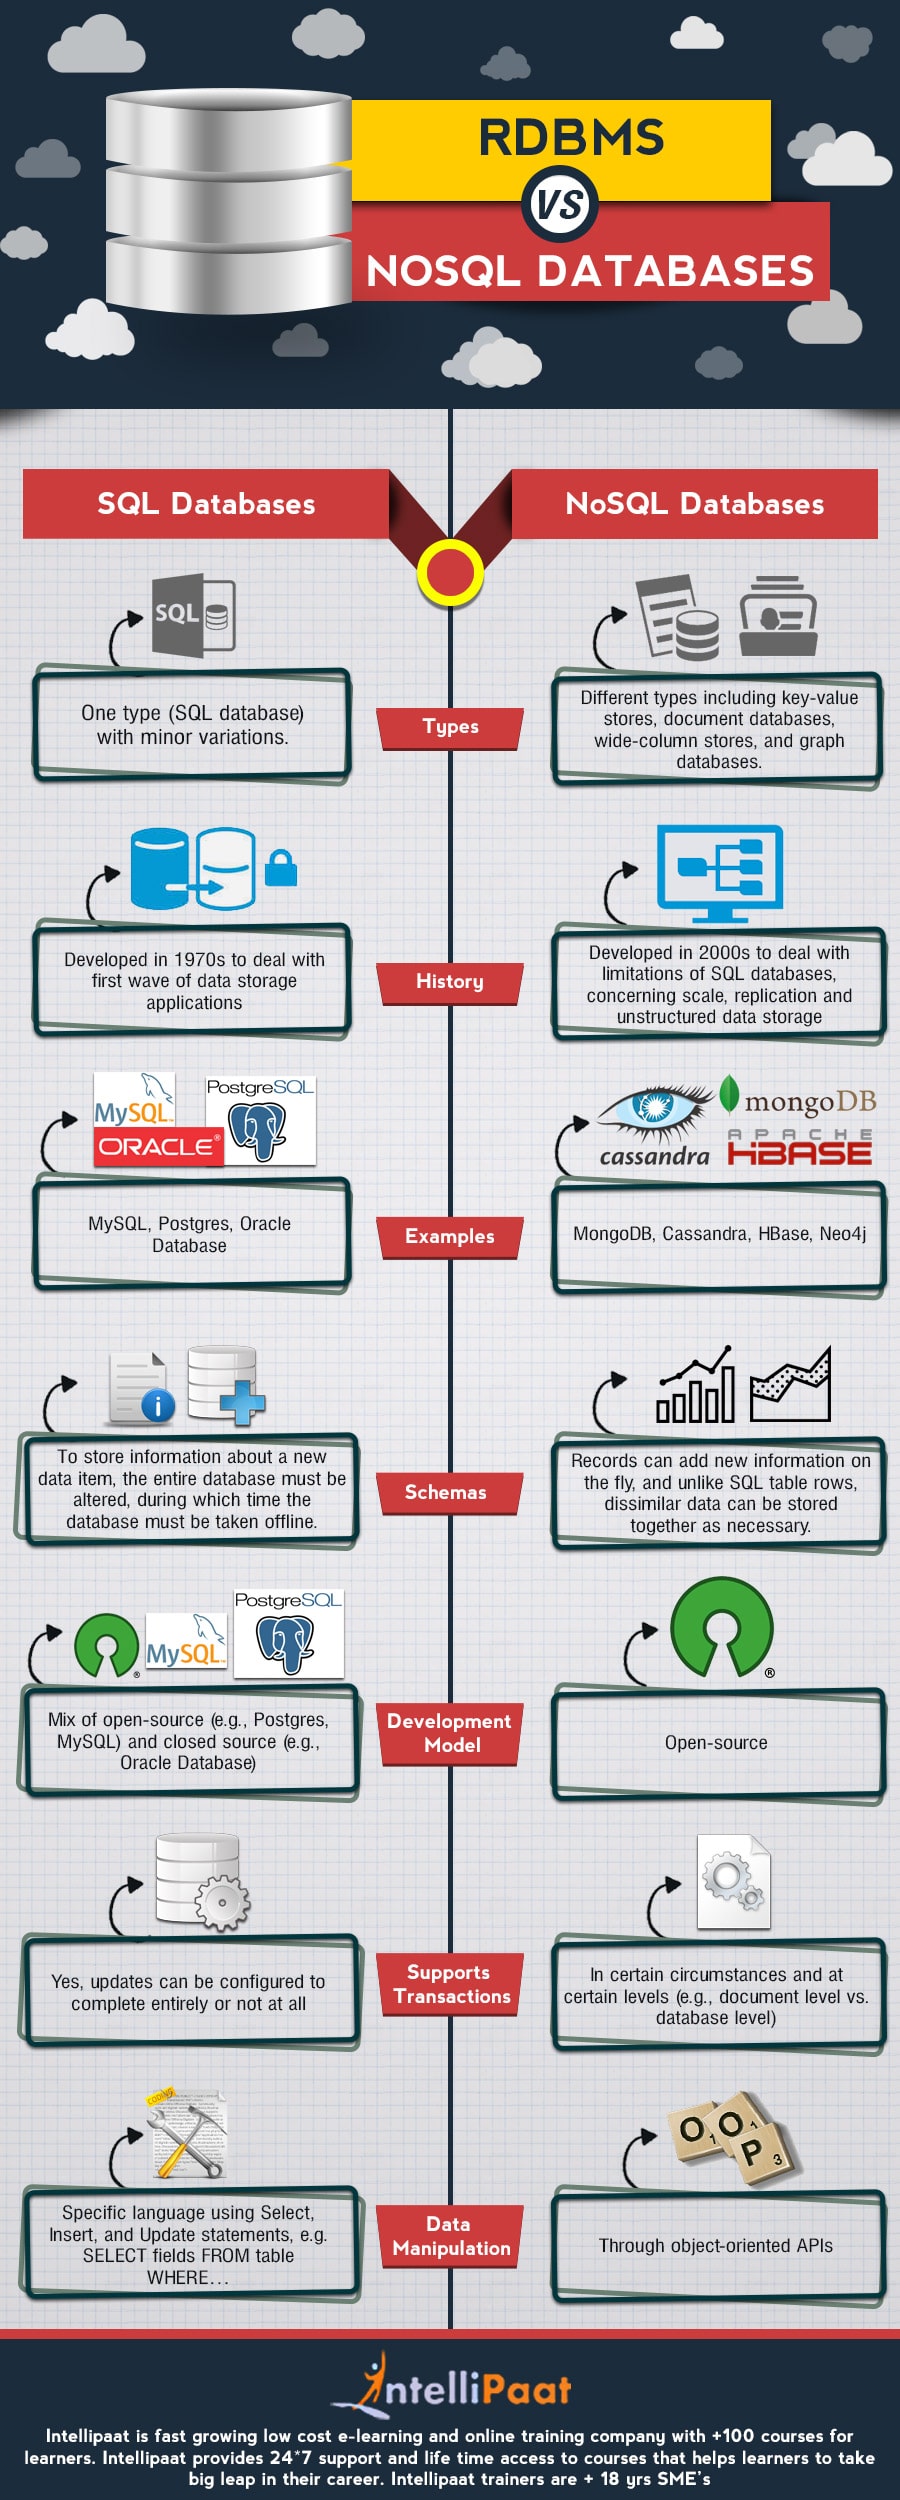 RDBMS
VS
NOSQL DATABASES
SQL Databases
NoSQL Databases
SQL
One type (SQL database)
with minor variations.
Types
Different types including key-value
stores, document databases,
wide-column stores, and graph
databases.
Developed in 1970s to deal with
first wave of data storage
applications
History
Developed in 2000s to deal with
limitations of SQL databases,
concerning scale, replication and
unstructured data storage
MySQL™
PostgreSQL
ORACLE®
cassandra
mongoDB
APACHE
HBASE
MySQL, Postgres, Oracle
Database
Examples
MongoDB, Cassandra, HBase, Neo4j
i
To store information about a new
data item, the entire database must be
altered, during which time the
database must be taken offline.
Schemas
Records can add new information on
the fly, and unlike SQL table rows,
dissimilar data can be stored
together as necessary.
®
MySQL™
PostgreSQL
®
Mix of open-source (e.g., Postgres,
MySQL) and closed source (e.g.,
Oracle Database)
Development
Model
Open-source
Yes, updates can be configured to
complete entirely or not at all
Supports
Transactions
In certain circumstances and at
certain levels (e.g., document level vs.
database level)
CODING
O1 O1 P3
Specific language using Select,
Insert, and Update statements, e.g.
SELECT fields FROM table
WHERE...
Data
Manipulation
Through object-oriented APIs
IntelliPaat
Intellipaat is fast growing low cost e-learning and online training company with +100 courses for
learners. Intellipaat provides 24*7 support and life time access to courses that helps learners to take
big leap in their career. Intellipaat trainers are + 18 yrs SME's